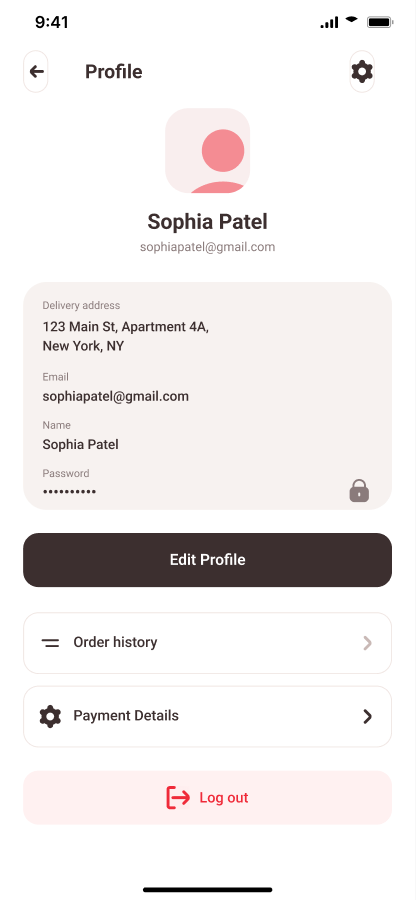 9:41
Profile
Sophia Patel
sophiapatel@gmail.com
Delivery address
123 Main St, Apartment 4A,
New York, NY
Email
sophiapatel@gmail.com
Name
Sophia Patel
Password
••••••••••
Edit Profile
Order history
Payment Details
Log out